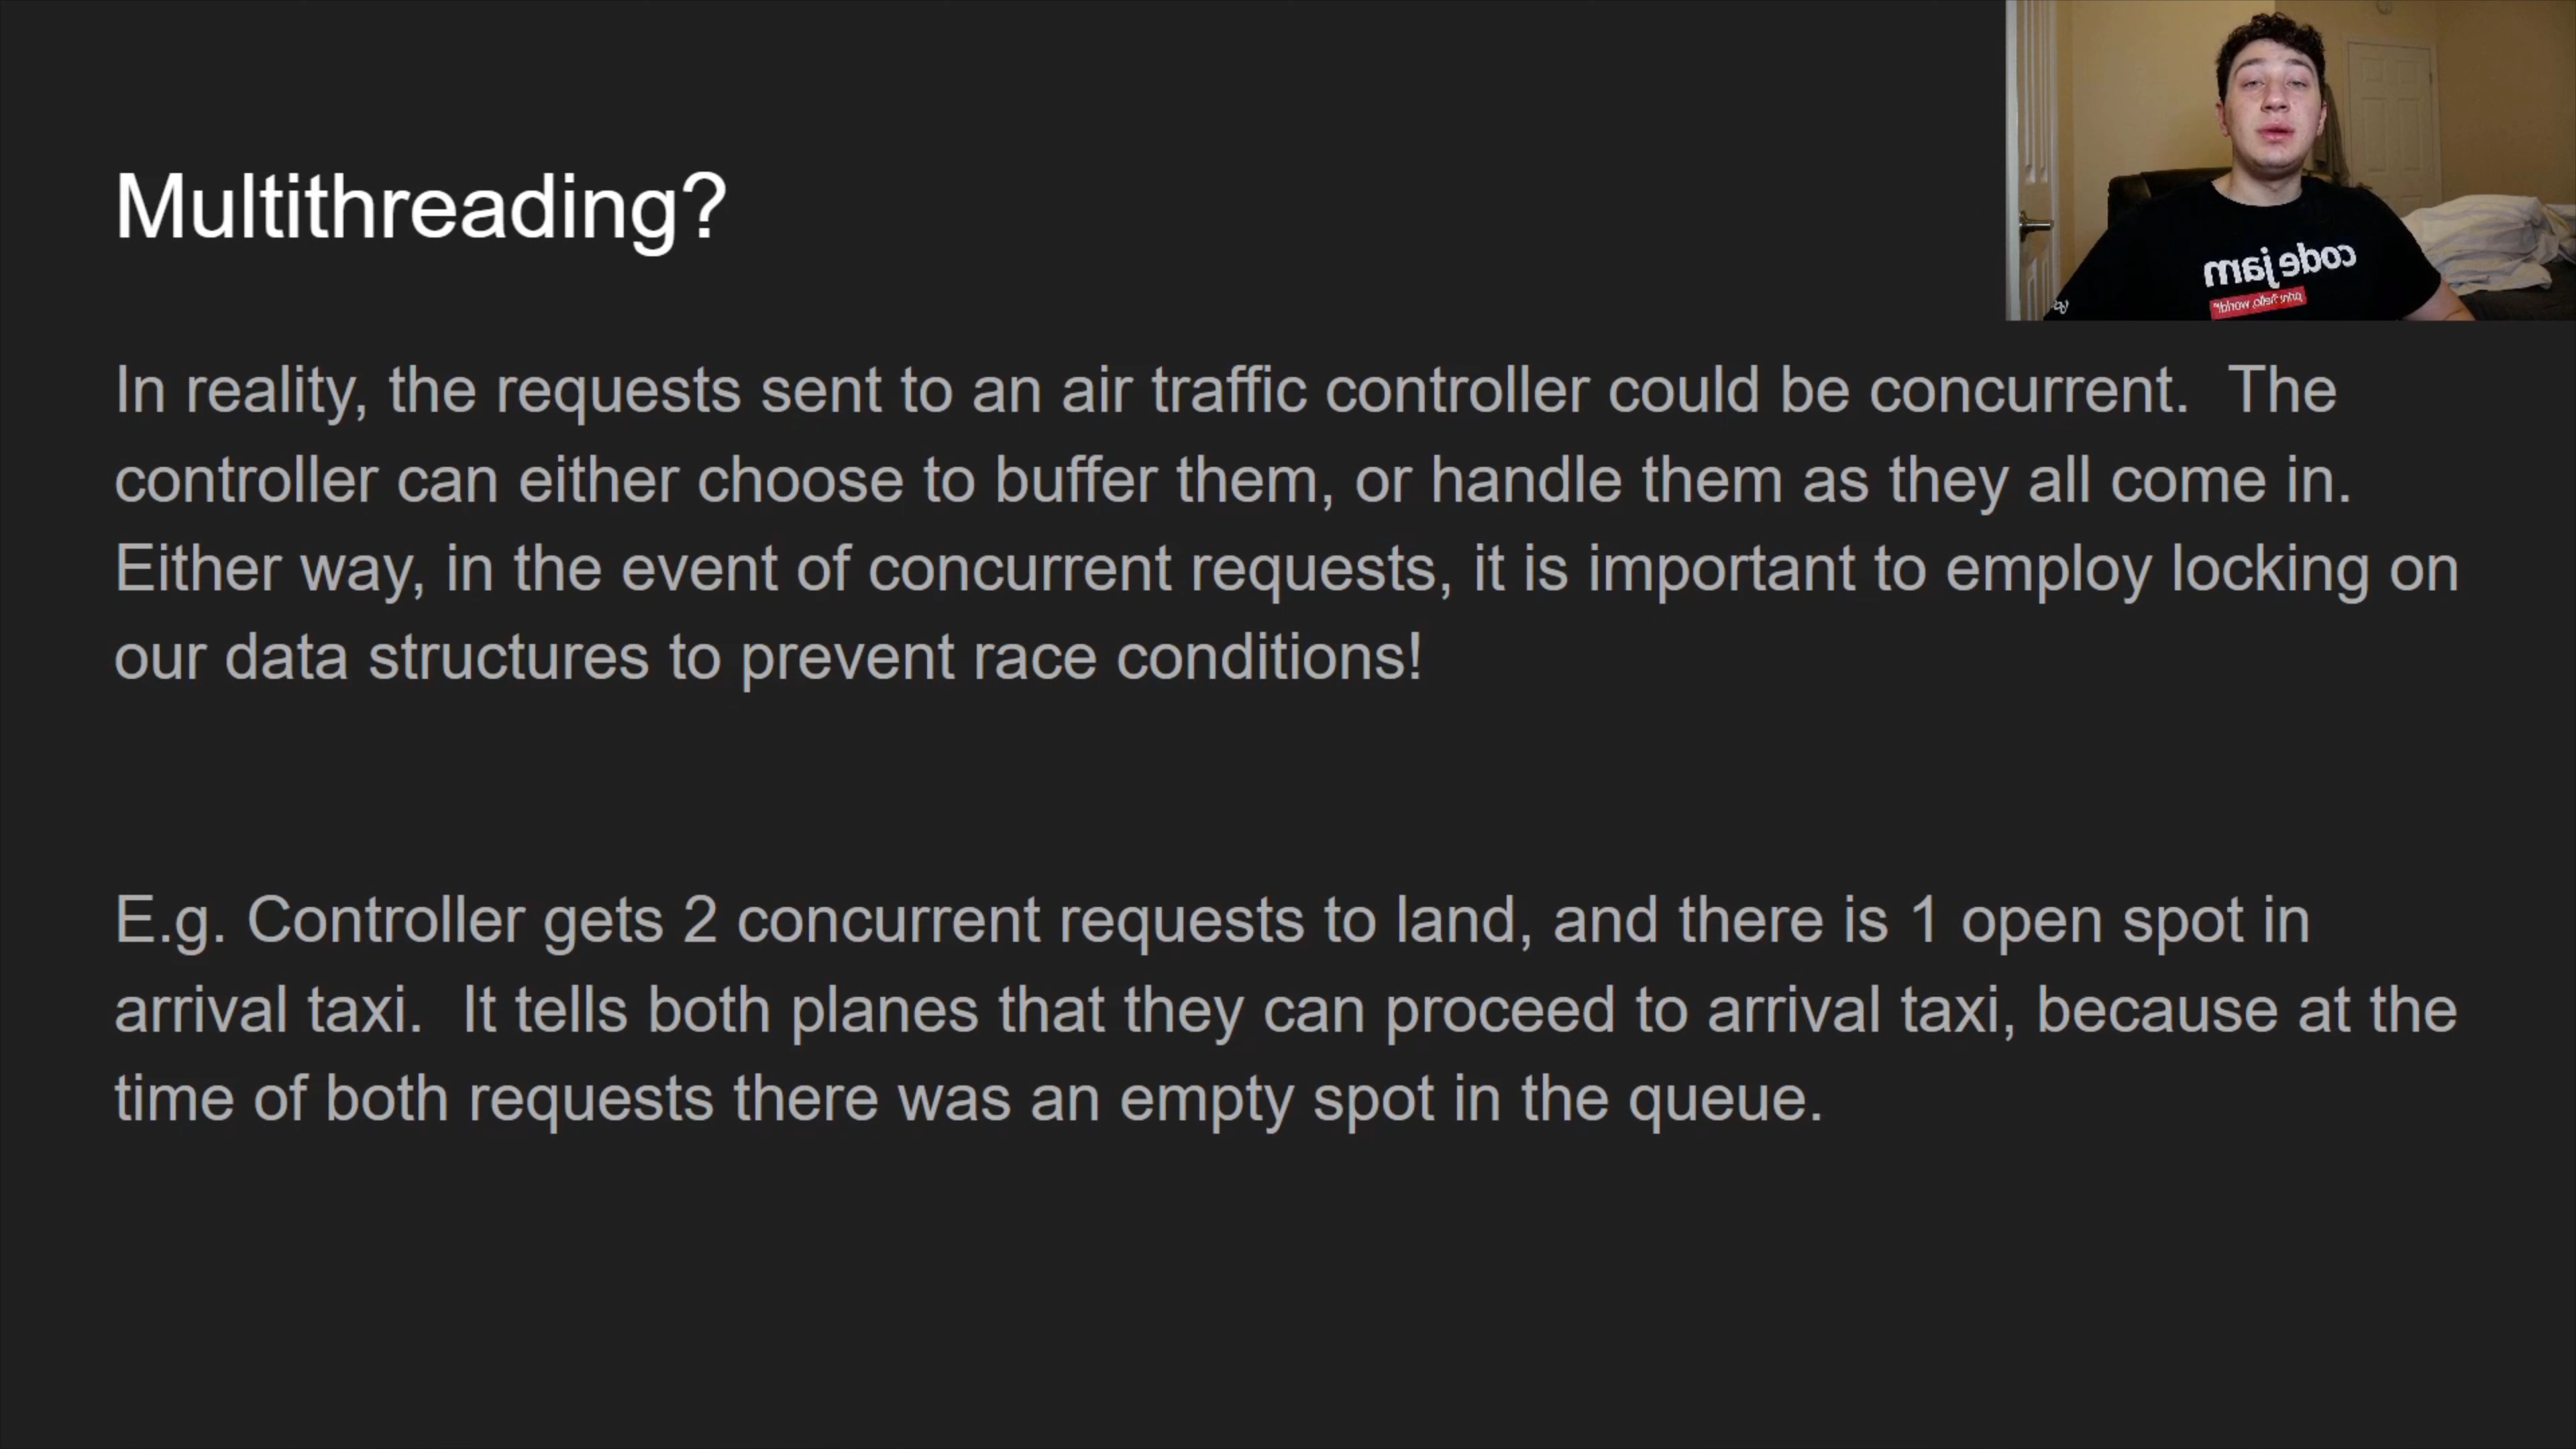 Multithreading?
In reality, the requests sent to an air traffic controller could be concurrent.  The
controller can either choose to buffer them, or handle them as they all come in.
Either way, in the event of concurrent requests, it is important to employ locking on
our data structures to prevent race conditions!
E.g. Controller gets 2 concurrent requests to land, and there is 1 open spot in
arrival taxi.  It tells both planes that they can proceed to arrival taxi, because at the
time of both requests there was an empty spot in the queue.
code jam